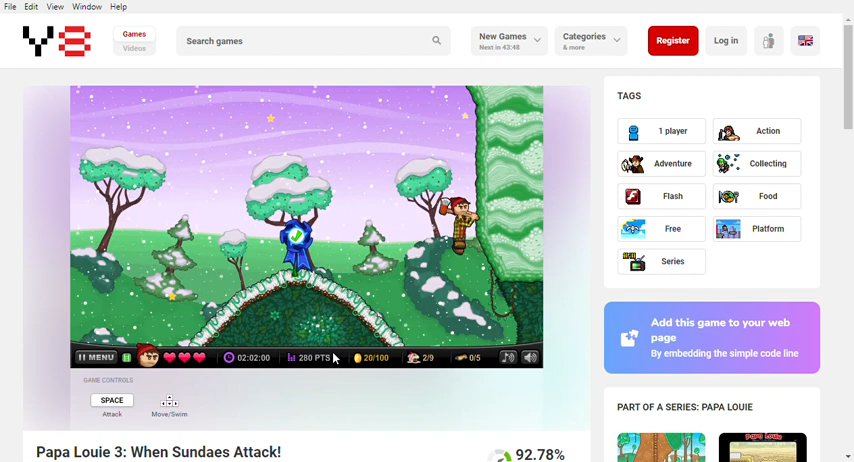 File Edit View Window Help
Y8
Games
Videos
Search games
New Games
Next in 43:48
Categories
& more
Register
Log in
TAGS
1 player
Action
Adventure
Collecting
Flash
Food
Free
Platform
Series
MENU
02:02:00
280 PTS
20/100
2/9
0/5
GAME CONTROLS
SPACE
Attack
Move/Swim
Add this game to your web
page
By embedding the simple code line
PART OF A SERIES: PAPA LOUIE
Papa Louie 3: When Sundaes Attack!
92.78%